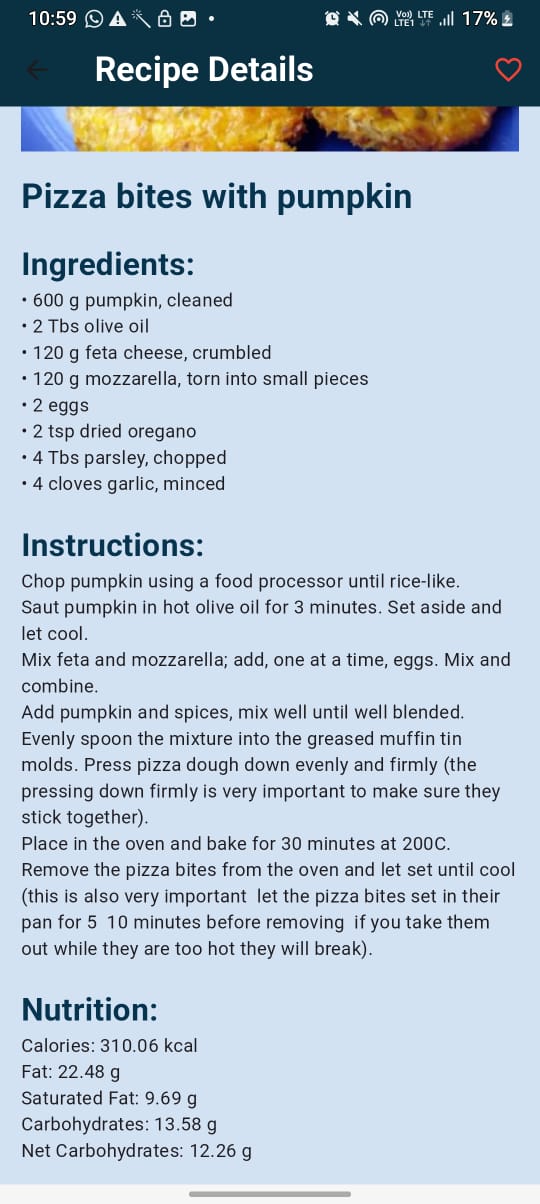 10:59
Vo) LTE
LTE1
17%
Recipe Details
Pizza bites with pumpkin
Ingredients:
• 600 g pumpkin, cleaned
• 2 Tbs olive oil
• 120 g feta cheese, crumbled
• 120 g mozzarella, torn into small pieces
• 2 eggs
• 2 tsp dried oregano
• 4 Tbs parsley, chopped
• 4 cloves garlic, minced
Instructions:
Chop pumpkin using a food processor until rice-like.
Saut pumpkin in hot olive oil for 3 minutes. Set aside and
let cool.
Mix feta and mozzarella; add, one at a time, eggs. Mix and
combine.
Add pumpkin and spices, mix well until well blended.
Evenly spoon the mixture into the greased muffin tin
molds. Press pizza dough down evenly and firmly (the
pressing down firmly is very important to make sure they
stick together).
Place in the oven and bake for 30 minutes at 200C.
Remove the pizza bites from the oven and let set until cool
(this is also very important  let the pizza bites set in their
pan for 5  10 minutes before removing  if you take them
out while they are too hot they will break).
Nutrition:
Calories: 310.06 kcal
Fat: 22.48 g
Saturated Fat: 9.69 g
Carbohydrates: 13.58 g
Net Carbohydrates: 12.26 g